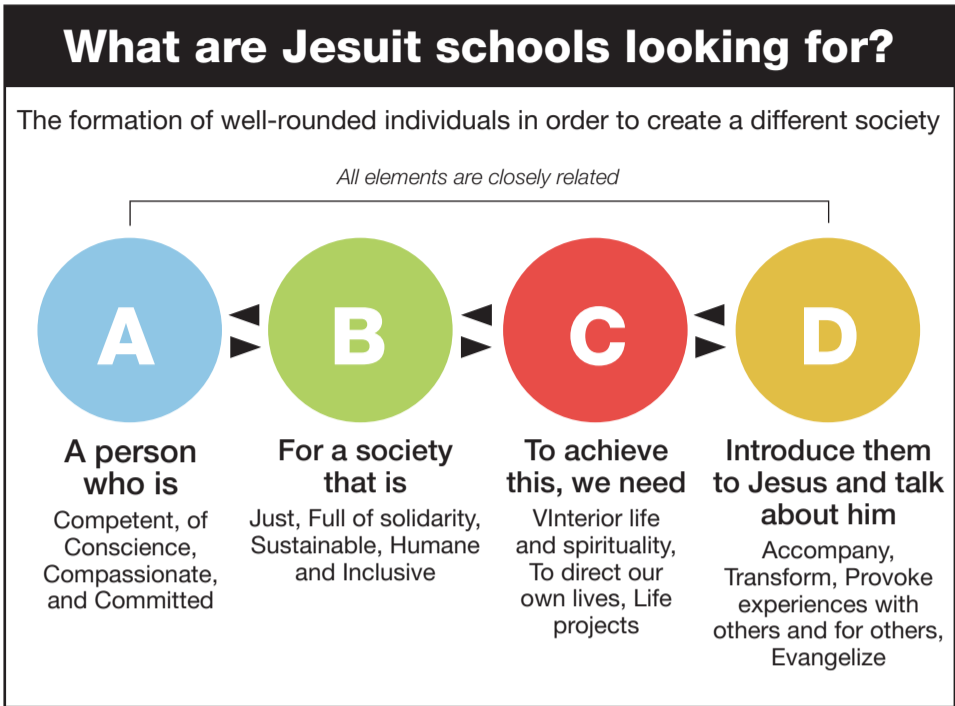 What are Jesuit schools looking for?
The formation of well-rounded individuals in order to create a different society
All elements are closely related
A
B
C
D
A person
who is
Competent, of
Conscience,
Compassionate,
and Committed
For a society
that is
Just, Full of solidarity,
Sustainable, Humane
and Inclusive
To achieve
this, we need
VInterior life
and spirituality,
To direct our
own lives, Life
projects
Introduce them
to Jesus and talk
about him
Accompany,
Transform, Provoke
experiences with
others and for others,
Evangelize